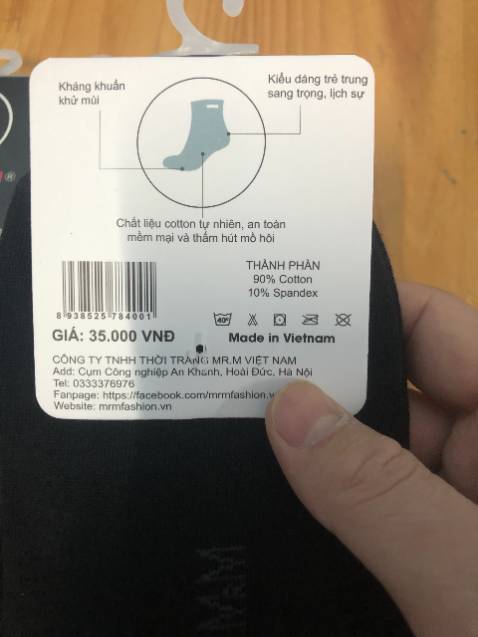 Kháng khuẩn
khử mùi
Kiểu dáng trẻ trung
sang trọng, lịch sự
Chất liệu cotton tự nhiên, an toàn
mềm mại và thấm hút mồ hôi
THÀNH PHẦN
90% Cotton
10% Spandex
8 938525 784001
40º
GIÁ: 35.000 VNĐ
Made in Vietnam
CÔNG TY TNHH THỜI TRANG MR.M VIỆT NAM
Add: Cụm Công nghiệp An Khánh, Hoài Đức, Hà Nội
Tel: 0333376976
Fanpage: https://facebook.com/mrmfashion.v
Website: mrmfashion.vn
MRM